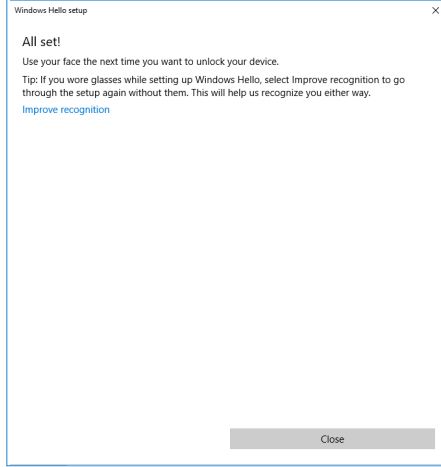 Windows Hello setup
All set!
Use your face the next time you want to unlock your device.
Tip: If you wore glasses while setting up Windows Hello, select Improve recognition to go
through the setup again without them. This will help us recognize you either way.
Improve recognition
Close